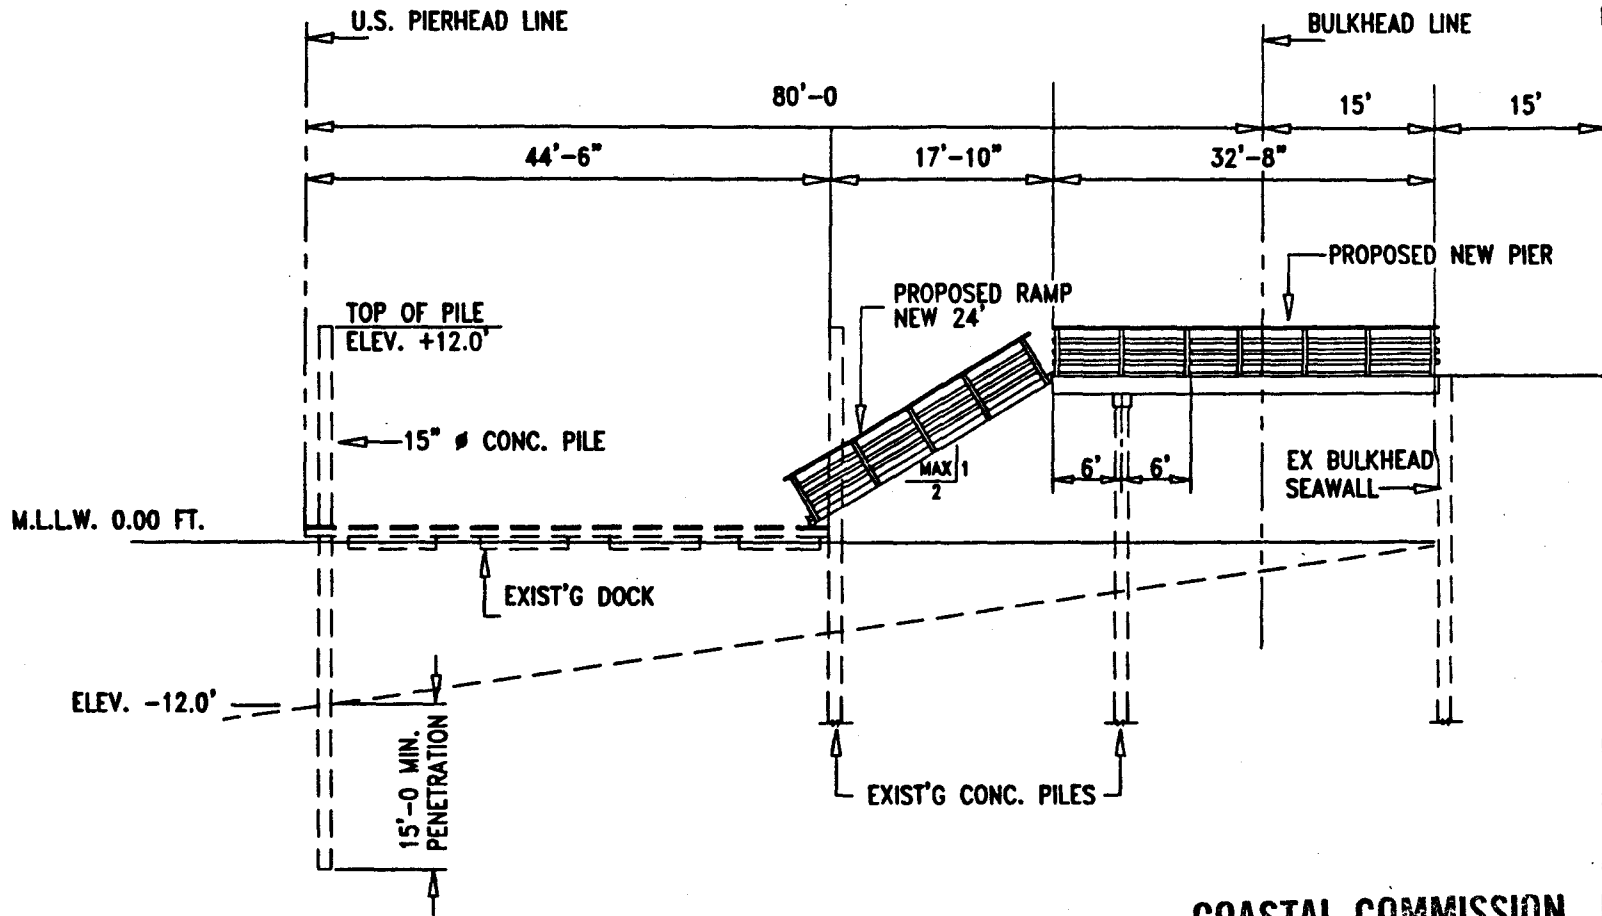 U.S. PIERHEAD LINE
BULKHEAD LINE
80'-0
15'
15'
44'-6"
17'-10"
32'-8"
PROPOSED NEW PIER
PROPOSED RAMP
NEW 24'
TOP OF PILE
ELEV. +12.0'
15" ø CONC. PILE
MAX 1
2
6'
6'
EX BULKHEAD
SEAWALL
M.L.L.W. 0.00 FT.
EXIST'G DOCK
ELEV. -12.0'
15'-0 MIN.
PENETRATION
EXIST'G CONC. PILES
COASTAL COMMISSION